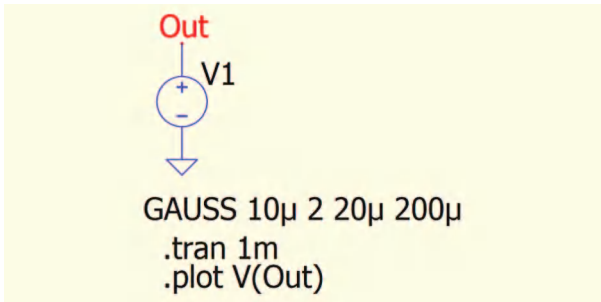 Out
V1
GAUSS 10µ 2 20µ 200µ
.tran 1m
.plot V(Out)